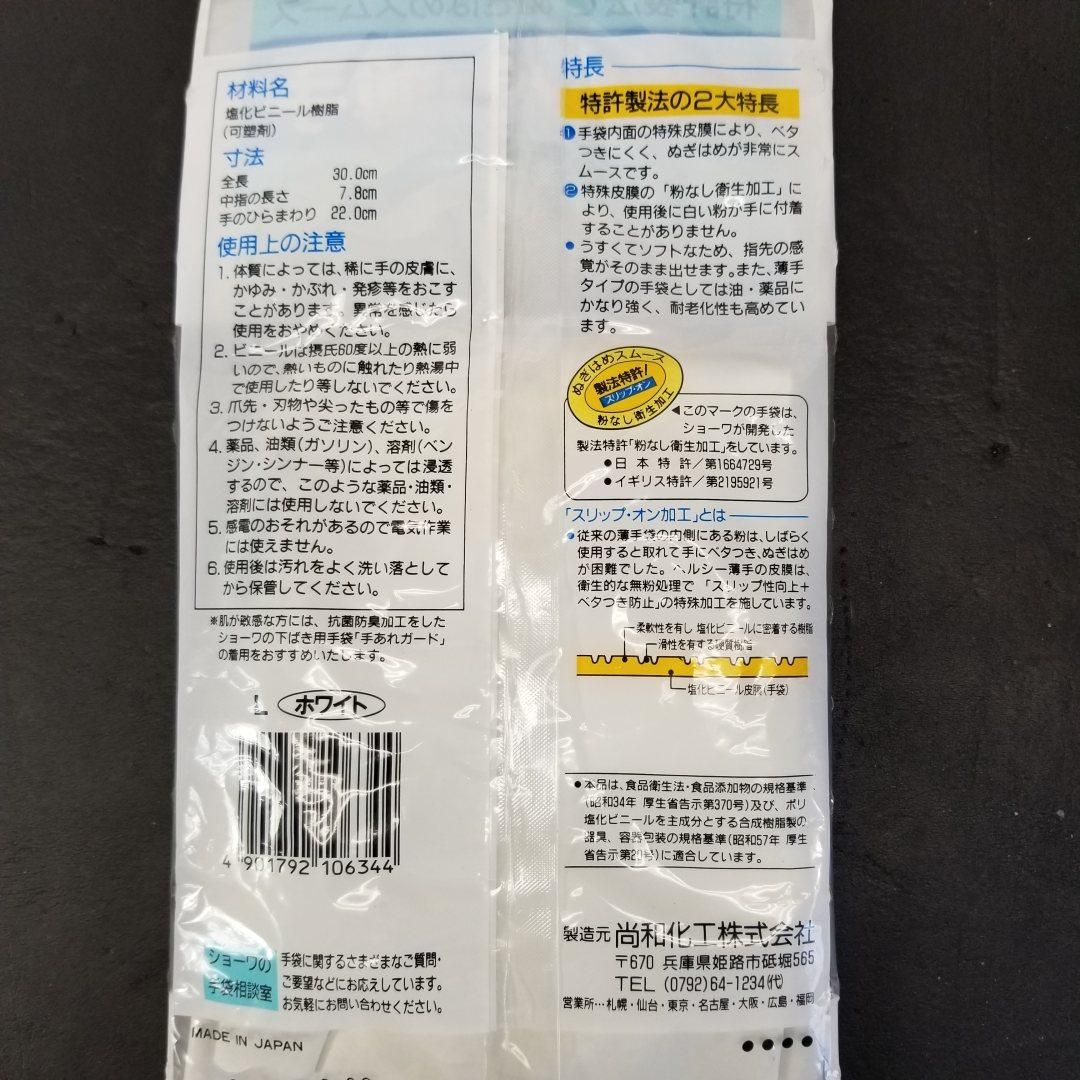 材料名
塩化ビニール樹脂
(可塑剤)
寸法
全長 30.0cm
中指の長さ 7.8cm
手のひらまわり 22.0cm
使用上の注意
1. 体質によっては、稀に手の皮膚に、
かゆみ・かぶれ・発疹等をおこす
ことがあります。異常を感じたら
使用をおやめください。
2. ビニールは摂氏60度以上の熱に弱
いので、熱いものに触れたり熱湯中
で使用したり等しないでください。
3. 爪先・刃物や尖ったもの等で傷を
つけないようご注意ください。
4. 薬品、油類(ガソリン)、溶剤(ベン
ジン・シンナー等)によっては浸透
するので、このような薬品・油類・
溶剤には使用しないでください。
5. 感電のおそれがあるので電気作業
には使えません。
6. 使用後は汚れをよく洗い落として
から保管してください。
※肌が敏感な方には、抗菌防臭加工をした
ショーワの下ばき用手袋「手あれガード」
の着用をおすすめいたします。
L ホワイト
4 901792 106344
ショーワの
手袋相談室
手袋に関するさまざまなご質問・
ご要望などにお応えしています。
お気軽にお問い合わせください。
MADE IN JAPAN
特長
特許製法の2大特長
1 手袋内面の特殊皮膜により、ベタ
つきにくく、ぬぎはめが非常にス
ムースです。
2 特殊皮膜の「粉なし衛生加工」に
より、使用後に白い粉が手に付着
することがありません。
● うすくてソフトなため、指先の感
覚がそのまま出せます。また、薄手
タイプの手袋としては油・薬品に
かなり強く、耐老化性も高めてい
ます。
ぬぎはめスムース
製法特許!
スリップ・オン
粉なし衛生加工
◀このマークの手袋は、
ショーワが開発した
製法特許「粉なし衛生加工」をしています。
●日本特許/第1664729号
●イギリス特許/第2195921号
「スリップ・オン加工」とは
● 従来の薄手袋の内側にある粉は、しばらく
使用すると取れて手にベタつき、ぬぎはめ
が困難でした。ヘルシー薄手の皮膜は、
衛生的な無粉処理で「スリップ性向上+
ベタつき防止」の特殊加工を施しています。
柔軟性を有し 塩化ビニールに密着する樹脂
滑性を有する硬質樹脂
塩化ビニール皮膜(手袋)
●本品は、食品衛生法・食品添加物の規格基準
(昭和34年 厚生省告示第370号)及び、ポリ
塩化ビニールを主成分とする合成樹脂製の
器具、容器包装の規格基準(昭和57年 厚生
省告示第20号)に適合しています。
製造元 尚和化工株式会社
〒670 兵庫県姫路市砥堀565
TEL (0792)64-1234㈹
営業所…札幌・仙台・東京・名古屋・大阪・広島・福岡